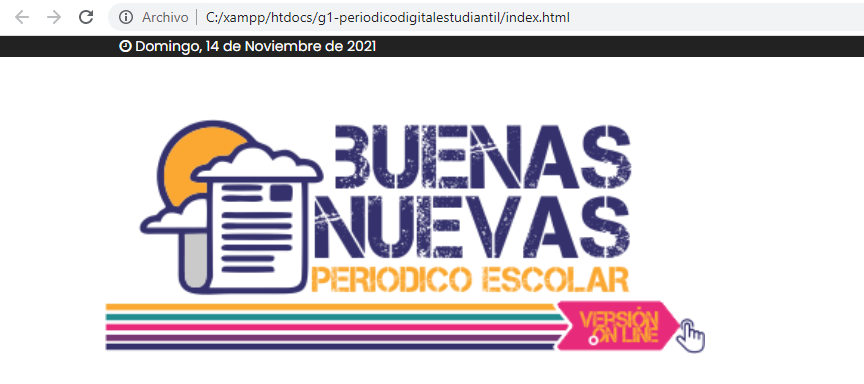 Archivo | C:/xampp/htdocs/g1-periodicodigitalestudiantil/index.html
Domingo, 14 de Noviembre de 2021
BUENAS
NUEVAS
PERIODICO ESCOLAR
VERSIÓN
ON LINE